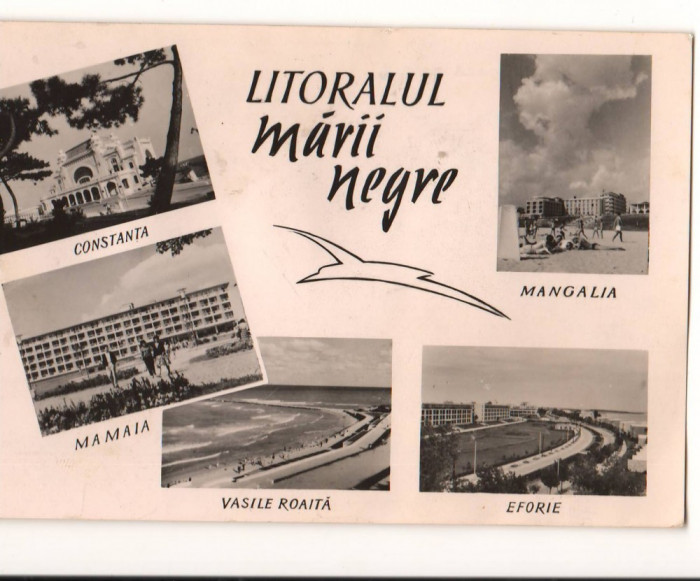 LITORALUL
mării
negre
CONSTANTA
MANGALIA
MAMAIA
VASILE ROAITĂ
EFORIE